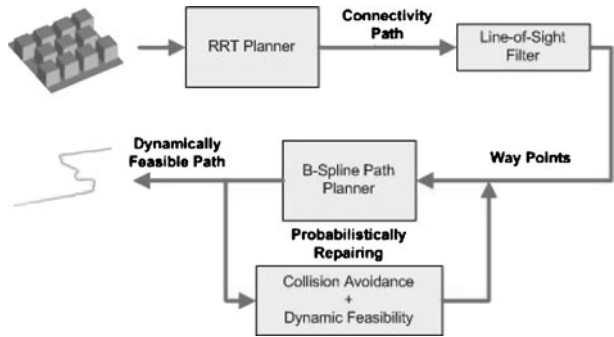 RRT Planner
Connectivity
Path
Line-of-Sight
Filter
Way Points
B-Spline Path
Planner
Dynamically
Feasible Path
Probabilistically
Repairing
Collision Avoidance
+
Dynamic Feasibility